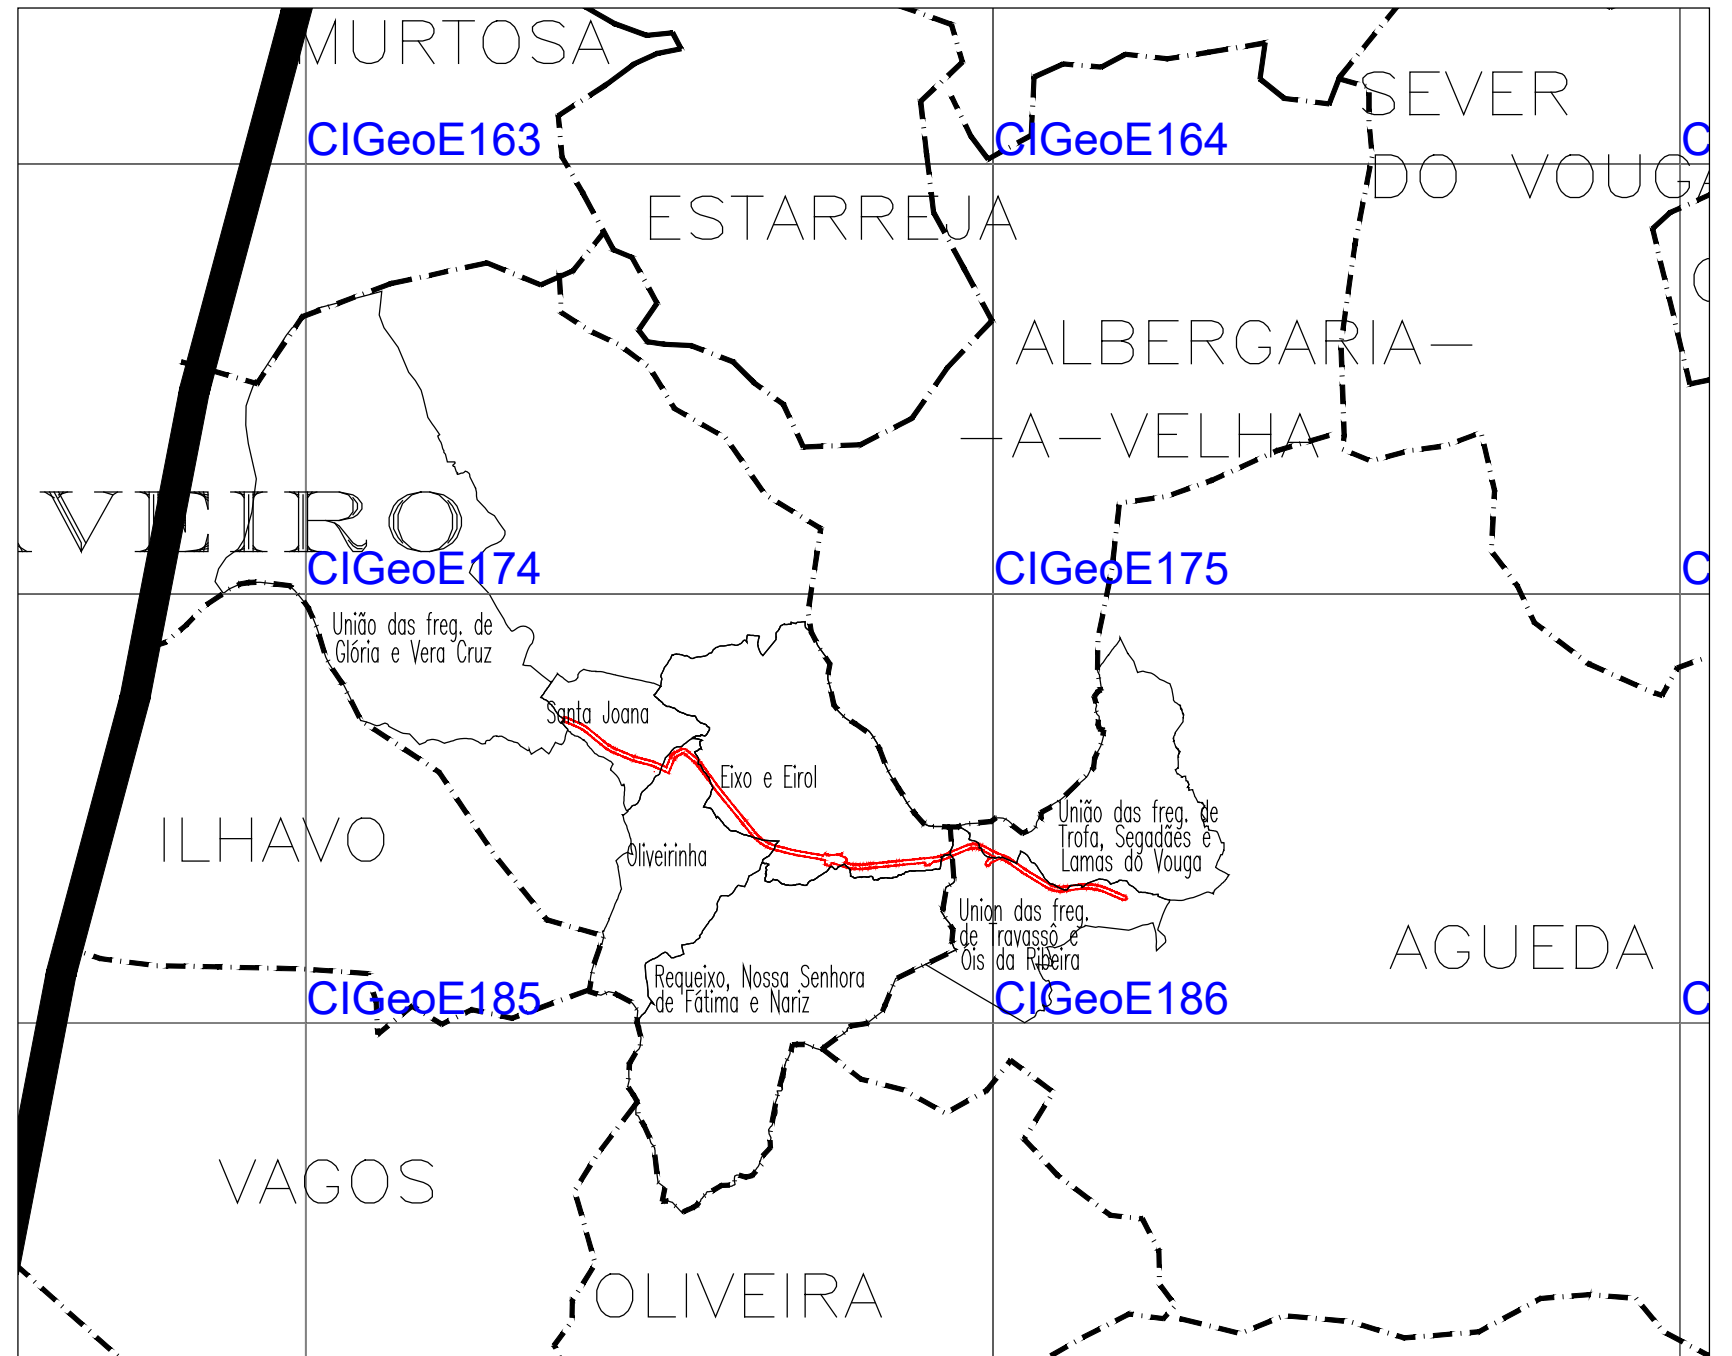 MURTOSA
SEVER
CIGeoE163
CIGeoE164
C
DO VOUGA
ESTARREJA
ALBERGARIA-
-A-VELHA
VEIRO
CIGeoE174
CIGeoE175
C
União das freg. de
Glória e Vera Cruz
Santa Joana
Eixo e Eirol
União das freg. de
Trofa, Segadães e
Lamas do Vouga
ILHAVO
Oliveirinha
Union das freg.
de Travassô e
Óis da Ribeira
AGUEDA
Requeixo, Nossa Senhora
de Fátima e Nariz
CIGeoE185
CIGeoE186
C
VAGOS
OLIVEIRA